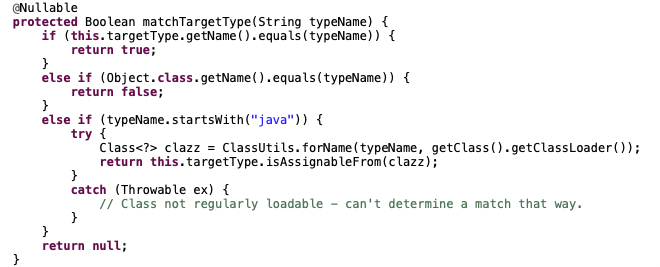 @Nullable
protected Boolean matchTargetType(String typeName) {
    if (this.targetType.getName().equals(typeName)) {
        return true;
    }
    else if (Object.class.getName().equals(typeName)) {
        return false;
    }
    else if (typeName.startsWith("java")) {
        try {
            Class<?> clazz = ClassUtils.forName(typeName, getClass().getClassLoader());
            return this.targetType.isAssignableFrom(clazz);
        }
        catch (Throwable ex) {
            // Class not regularly loadable - can't determine a match that way.
        }
    }
    return null;
}